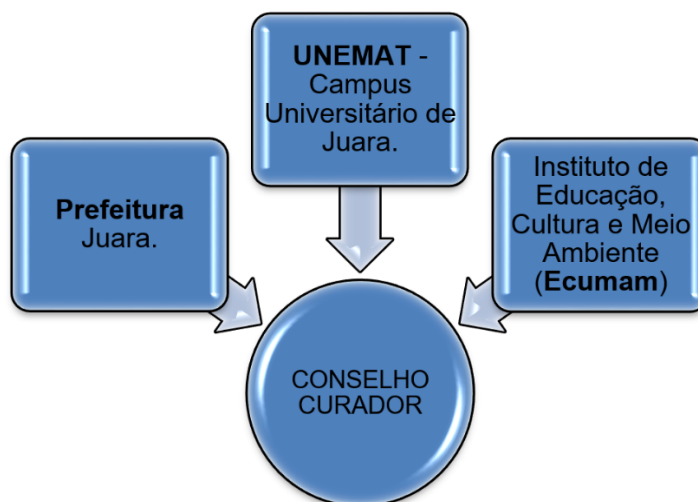 Prefeitura
Juara.
UNEMAT -
Campus
Universitário de
Juara.
Instituto de
Educação,
Cultura e Meio
Ambiente
(Ecumam)
CONSELHO
CURADOR